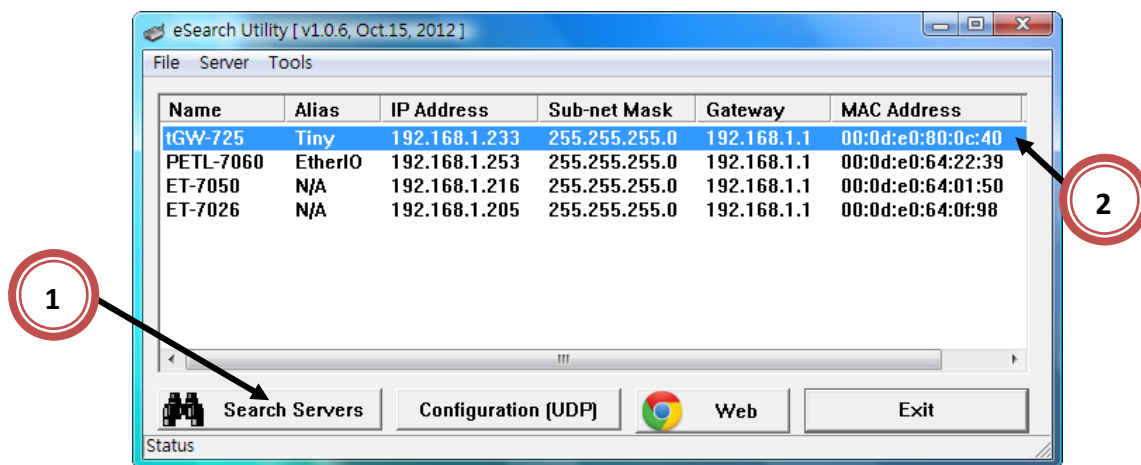 eSearch Utility [ v1.0.6, Oct.15, 2012 ]
File Server Tools
Name Alias IP Address Sub-net Mask Gateway MAC Address
tGW-725 Tiny 192.168.1.233 255.255.255.0 192.168.1.1 00:0d:e0:80:0c:40
PETL-7060 EtherIO 192.168.1.253 255.255.255.0 192.168.1.1 00:0d:e0:64:22:39
ET-7050 N/A 192.168.1.216 255.255.255.0 192.168.1.1 00:0d:e0:64:01:50
ET-7026 N/A 192.168.1.205 255.255.255.0 192.168.1.1 00:0d:e0:64:0f:98
2
1
Search Servers Configuration (UDP) Web Exit
Status